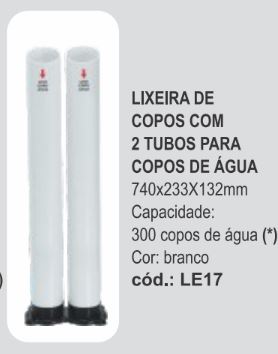 LIXEIRA DE
COPOS COM
2 TUBOS PARA
COPOS DE ÁGUA
740x233X132mm
Capacidade:
300 copos de água (*)
Cor: branco
cód.: LE17
)